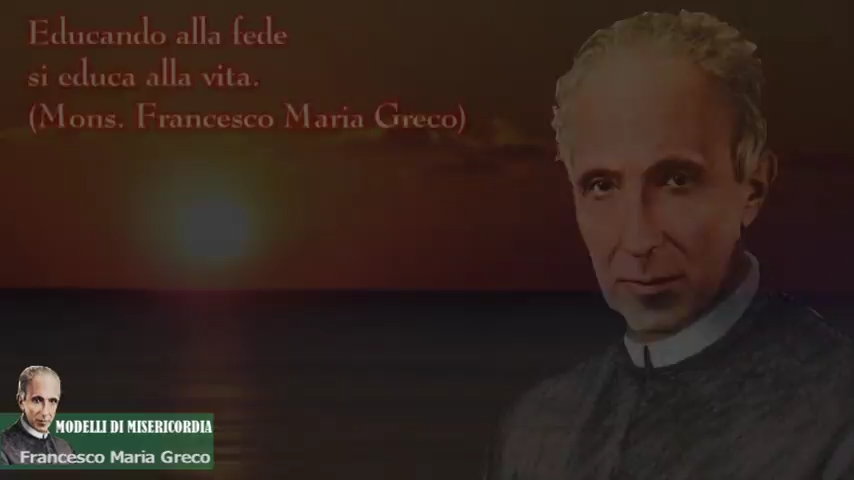 Educando alla fede
si educa alla vita.
(Mons. Francesco Maria Greco)
MODELLI DI MISERICORDIA
Francesco Maria Greco